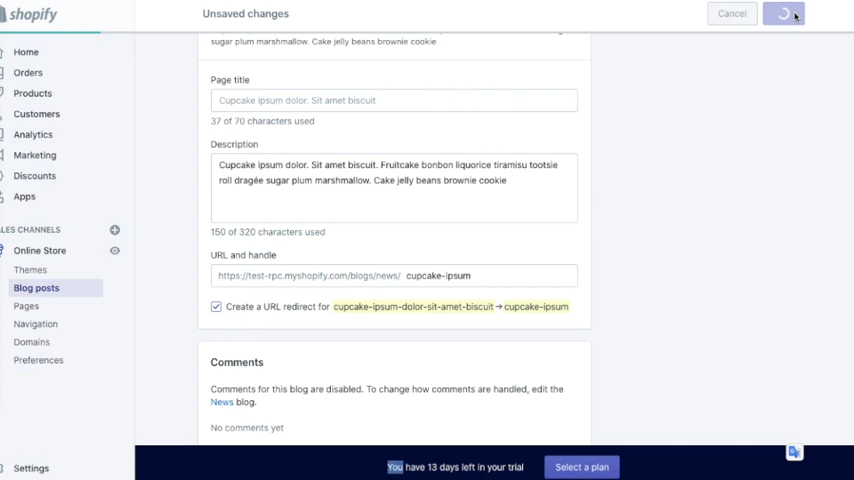 shopify
Unsaved changes
Cancel
Home
Orders
Products
Customers
Analytics
Marketing
Discounts
Apps
ALES CHANNELS
Online Store
Themes
Blog posts
Pages
Navigation
Domains
Preferences
Settings
sugar plum marshmallow. Cake jelly beans brownie cookie
Page title
Cupcake ipsum dolor. Sit amet biscuit
37 of 70 characters used
Description
Cupcake ipsum dolor. Sit amet biscuit. Fruitcake bonbon liquorice tiramisu tootsie
roll dragée sugar plum marshmallow. Cake jelly beans brownie cookie
150 of 320 characters used
URL and handle
https://test-rpc.myshopify.com/blogs/news/ cupcake-ipsum
Create a URL redirect for cupcake-ipsum-dolor-sit-amet-biscuit → cupcake-ipsum
Comments
Comments for this blog are disabled. To change how comments are handled, edit the
News blog.
No comments yet
You have 13 days left in your trial
Select a plan